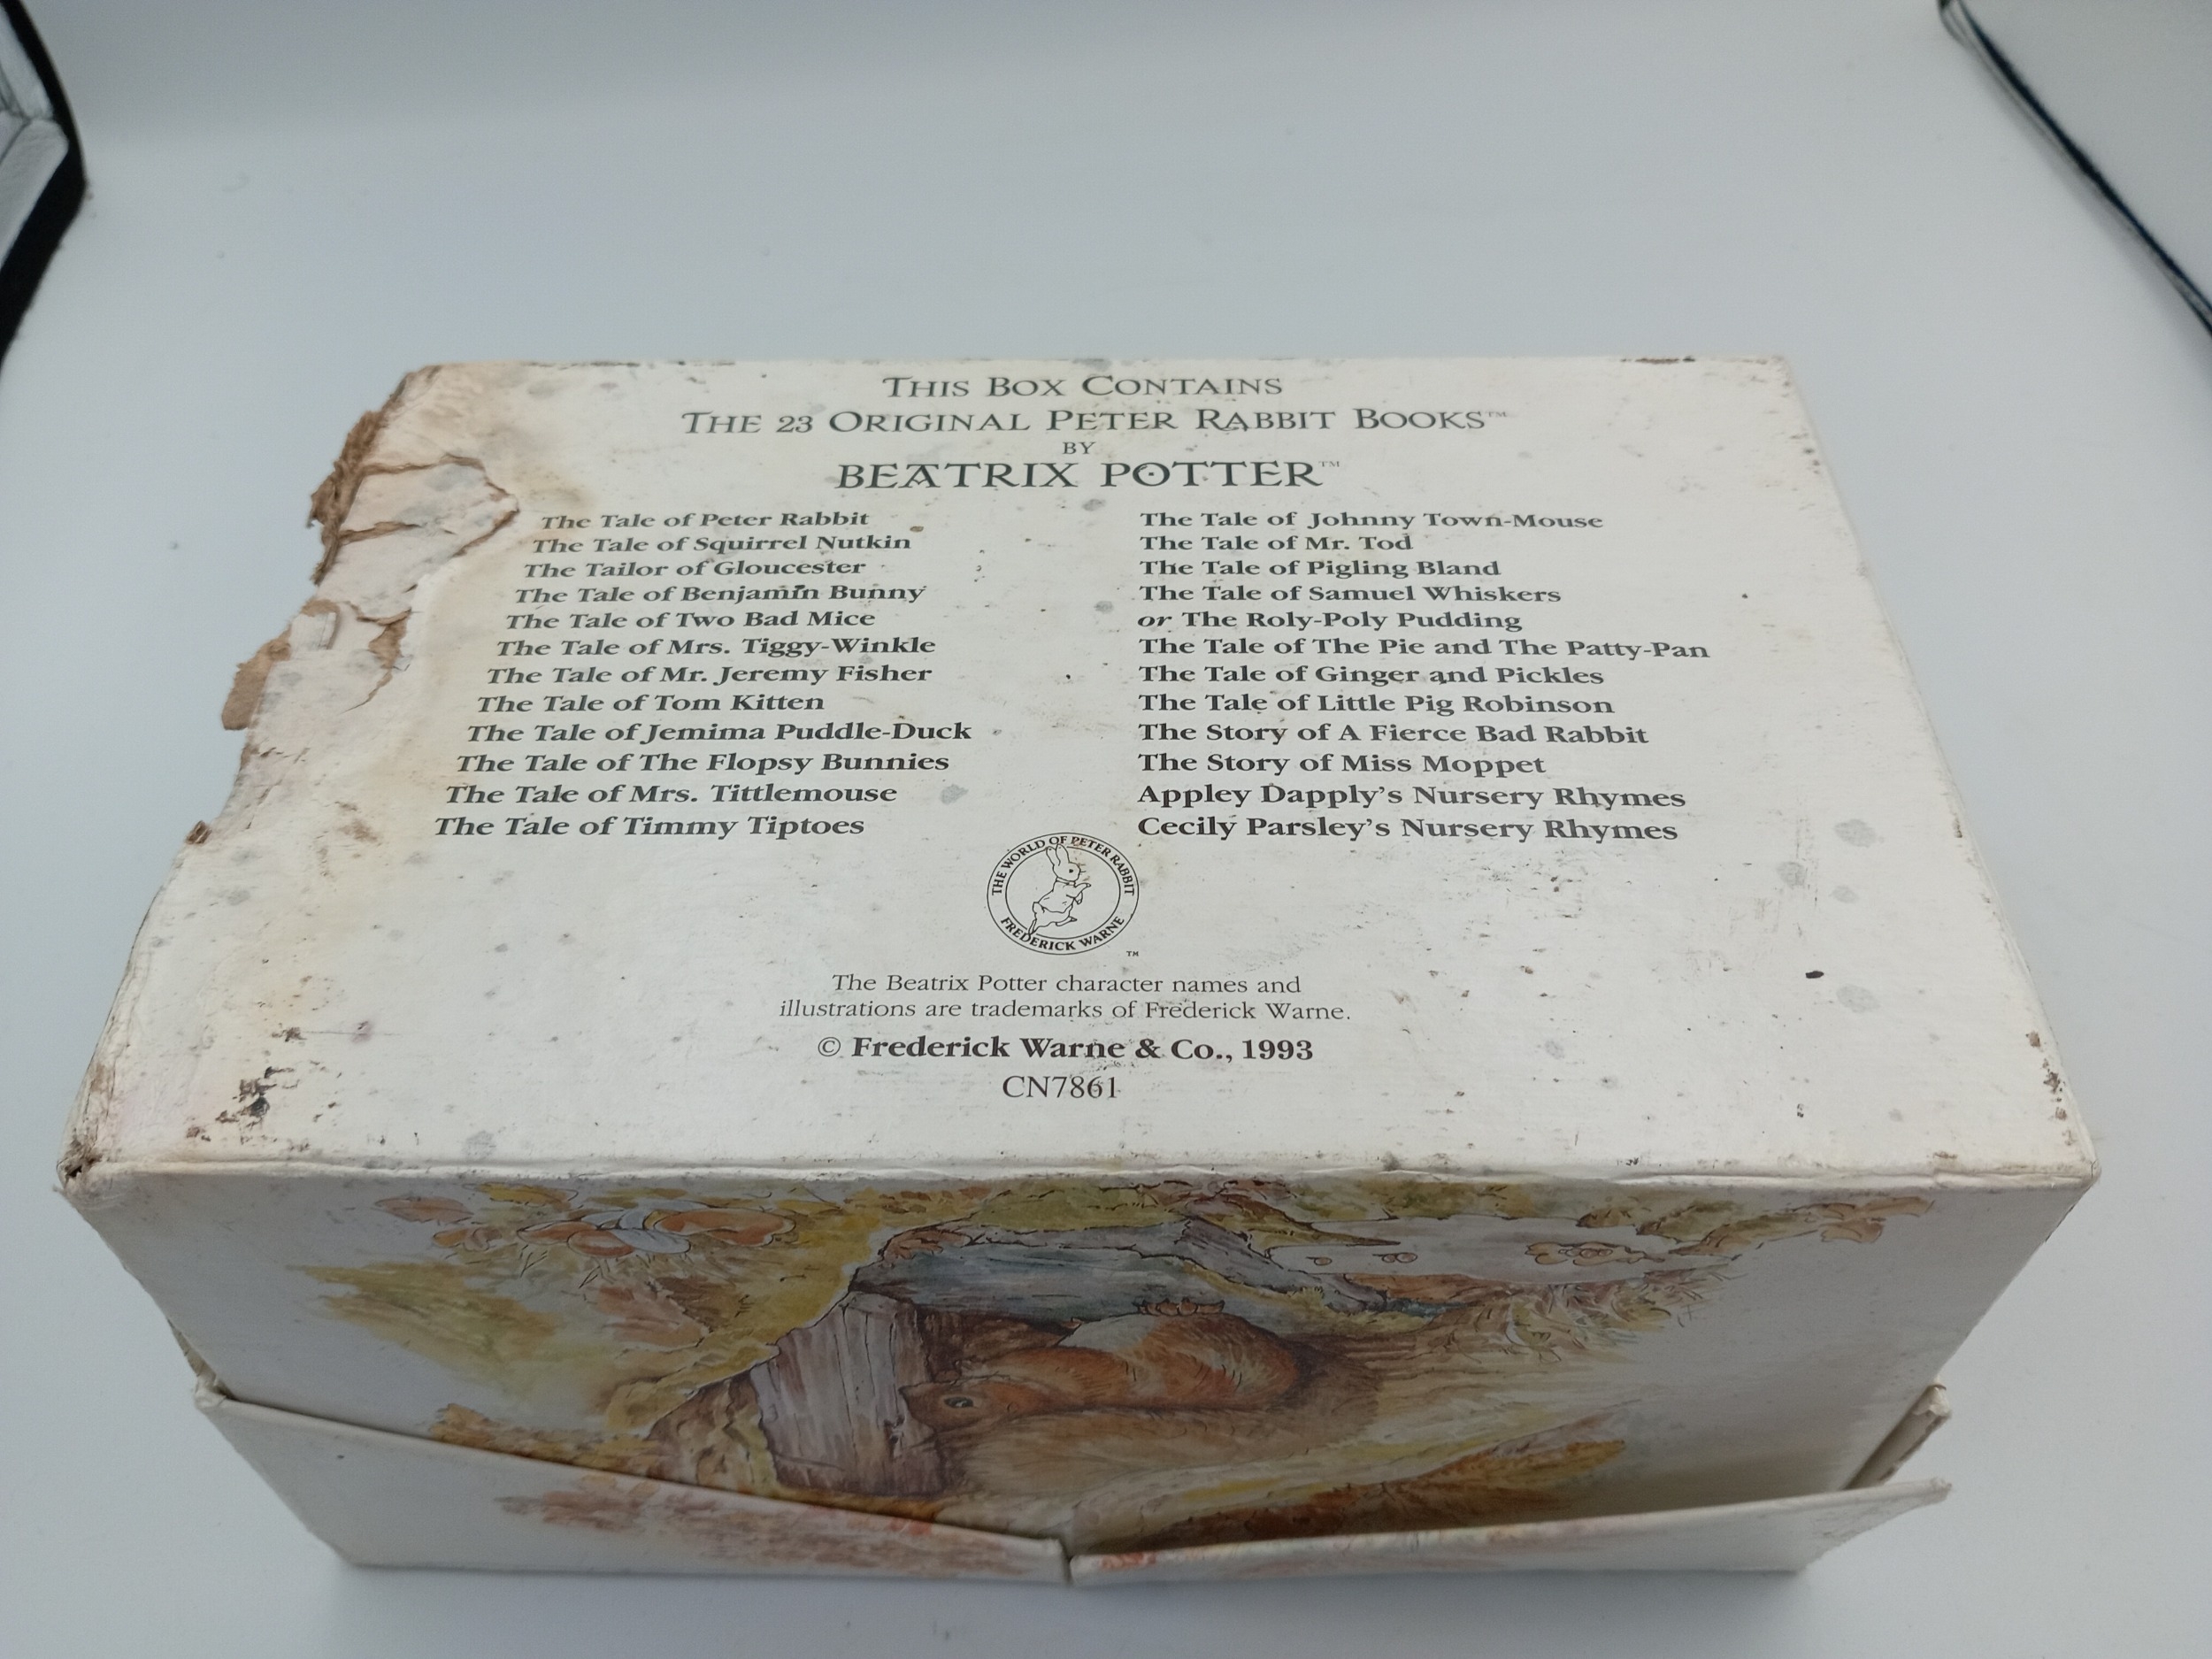 THIS BOX CONTAINS
THE 23 ORIGINAL PETER RABBIT BOOKS™
BY
BEATRIX POTTER™
The Tale of Peter Rabbit
The Tale of Squirrel Nutkin
The Tailor of Gloucester
The Tale of Benjamin Bunny
The Tale of Two Bad Mice
The Tale of Mrs. Tiggy-Winkle
The Tale of Mr. Jeremy Fisher
The Tale of Tom Kitten
The Tale of Jemima Puddle-Duck
The Tale of The Flopsy Bunnies
The Tale of Mrs. Tittlemouse
The Tale of Timmy Tiptoes
The Tale of Johnny Town-Mouse
The Tale of Mr. Tod
The Tale of Pigling Bland
The Tale of Samuel Whiskers
or The Roly-Poly Pudding
The Tale of The Pie and The Patty-Pan
The Tale of Ginger and Pickles
The Tale of Little Pig Robinson
The Story of A Fierce Bad Rabbit
The Story of Miss Moppet
Appley Dapply's Nursery Rhymes
Cecily Parsley's Nursery Rhymes
THE WORLD OF PETER RABBIT
FREDERICK WARNE
™
The Beatrix Potter character names and
illustrations are trademarks of Frederick Warne.
© Frederick Warne & Co., 1993
CN7861